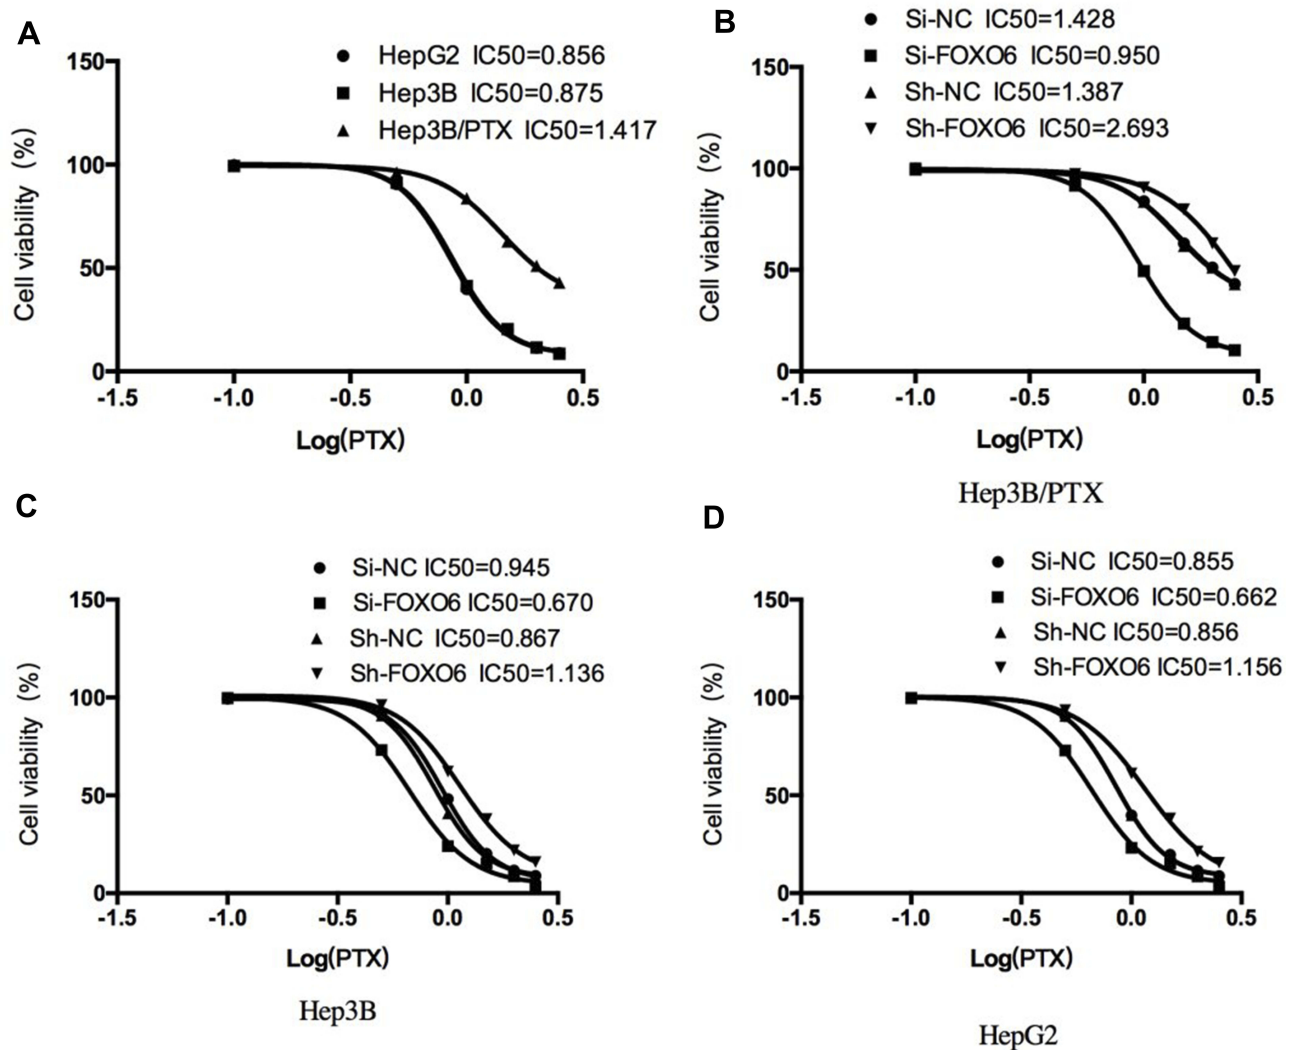 A
HepG2 IC50=0.856
Hep3B IC50=0.875
Hep3B/PTX IC50=1.417
Cell viability (%)
150
100
50
0
-1.5 -1.0 -0.5 0.0 0.5
Log(PTX)
B
Si-NC IC50=1.428
Si-FOXO6 IC50=0.950
Sh-NC IC50=1.387
Sh-FOXO6 IC50=2.693
Cell viability (%)
150
100
50
0
-1.5 -1.0 -0.5 0.0 0.5
Log(PTX)
Hep3B/PTX
C
Si-NC IC50=0.945
Si-FOXO6 IC50=0.670
Sh-NC IC50=0.867
Sh-FOXO6 IC50=1.136
Cell viability (%)
150
100
50
0
-1.5 -1.0 -0.5 0.0 0.5
Log(PTX)
Hep3B
D
Si-NC IC50=0.855
Si-FOXO6 IC50=0.662
Sh-NC IC50=0.856
Sh-FOXO6 IC50=1.156
Cell viability (%)
150
100
50
0
-1.5 -1.0 -0.5 0.0 0.5
Log(PTX)
HepG2